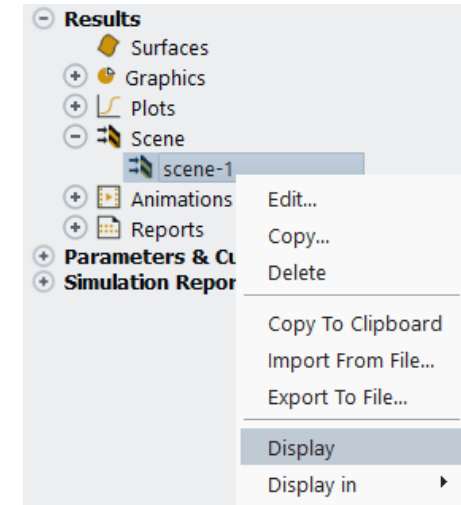 Results
Surfaces
Graphics
Plots
Scene
scene-1
Animations
Reports
Parameters & Cu
Simulation Repor
Edit...
Copy...
Delete
Copy To Clipboard
Import From File...
Export To File...
Display
Display in